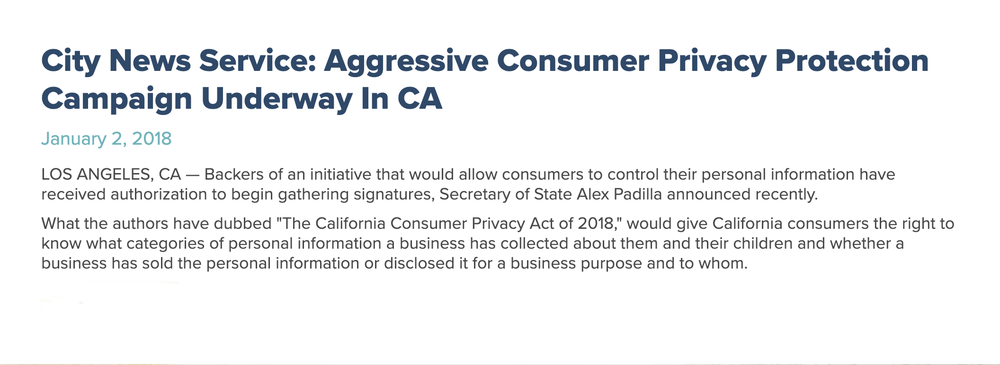 City News Service: Aggressive Consumer Privacy Protection
Campaign Underway In CA
January 2, 2018
LOS ANGELES, CA — Backers of an initiative that would allow consumers to control their personal information have
received authorization to begin gathering signatures, Secretary of State Alex Padilla announced recently.
What the authors have dubbed "The California Consumer Privacy Act of 2018," would give California consumers the right to
know what categories of personal information a business has collected about them and their children and whether a
business has sold the personal information or disclosed it for a business purpose and to whom.